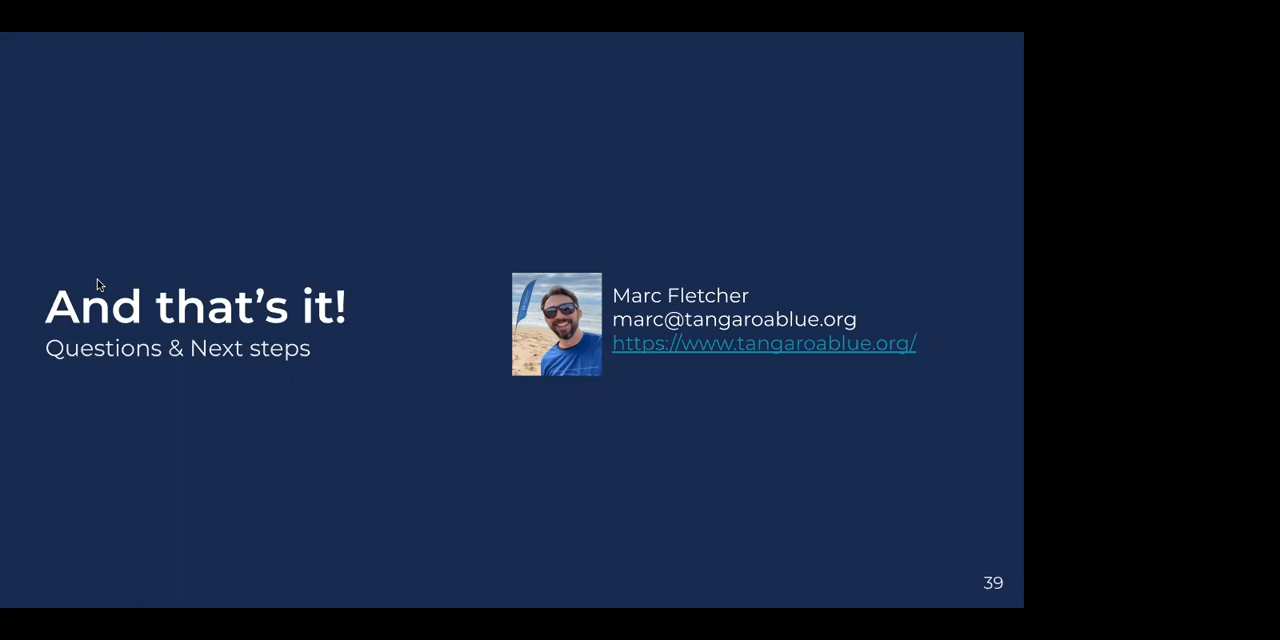 And that’s it!
Questions & Next steps
Marc Fletcher
marc@tangaroablue.org
https://www.tangaroablue.org/
39